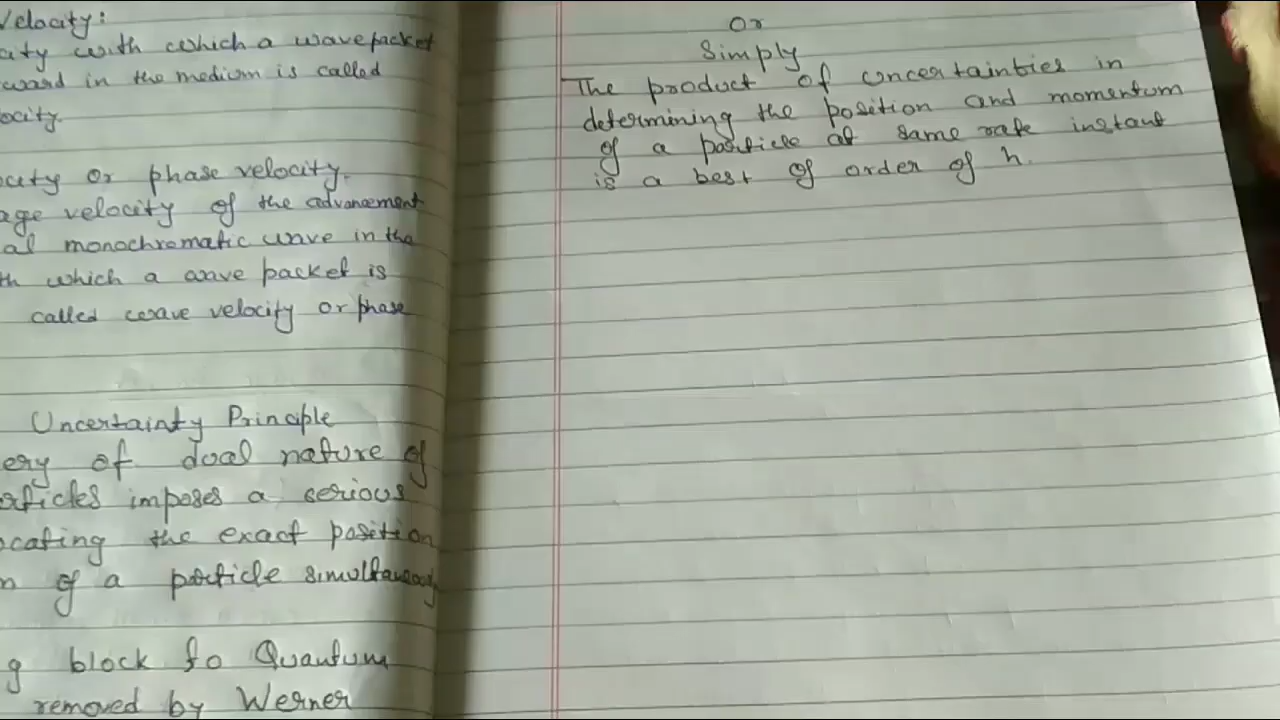 Velocity:
city with which a wavepacket
ward in the medium is called
ocity.
ocity or phase velocity.
age velocity of the advancement
al monochromatic wave in the
th which a wave packet is
called wave velocity or phase
Uncertainty Principle
ery of dual nature of
articles imposes a serious
ocating the exact position
n of a particle simultaneously
g block to Quantum
removed by Werner
Or
Simply
The product of uncertainties in
determining the position and momentum
of a particle at same instant
is a best of order of h.